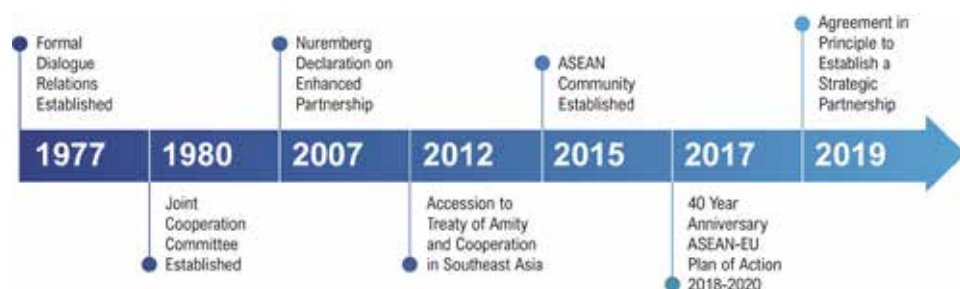 Formal
Dialogue
Relations
Established
Nuremberg
Declaration on
Enhanced
Partnership
ASEAN
Community
Established
Agreement in
Principle to
Establish a
Strategic
Partnership
1977
1980
2007
2012
2015
2017
2019
Joint
Cooperation
Committee
Established
Accession to
Treaty of Amity
and Cooperation
in Southeast Asia
40 Year
Anniversary
ASEAN-EU
Plan of Action
2018-2020